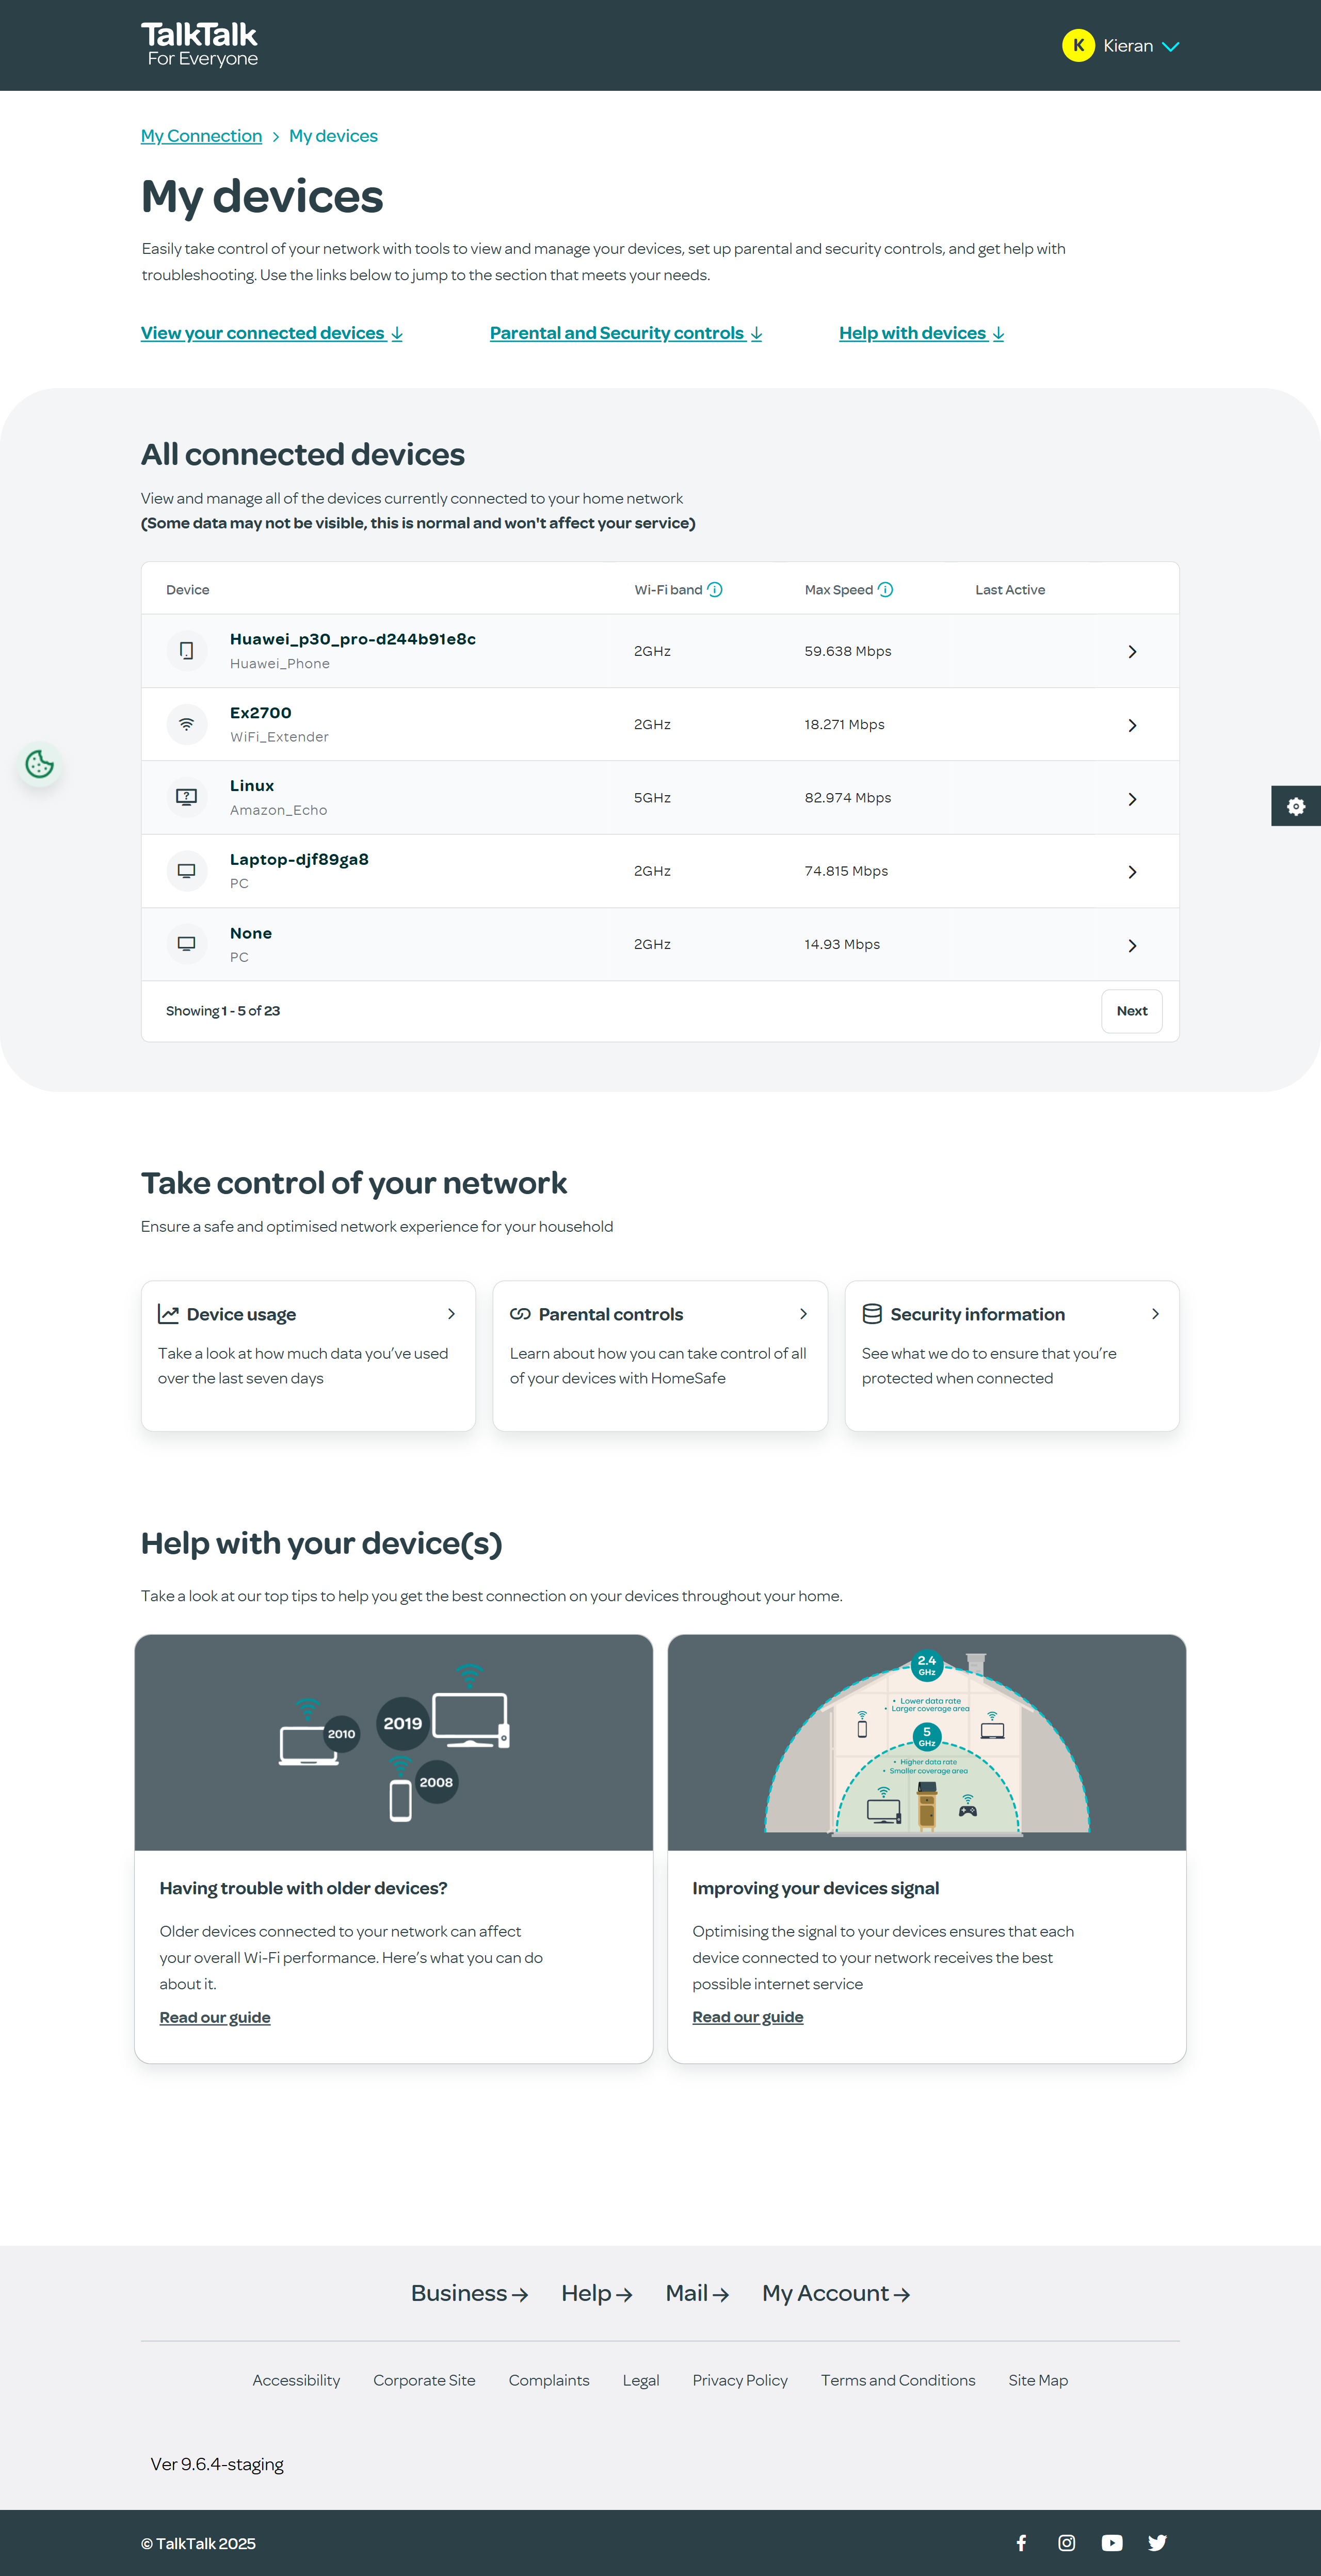 TalkTalk
For Everyone
K
Kieran
My Connection
My devices
My devices
Easily take control of your network with tools to view and manage your devices, set up parental and security controls, and get help with
troubleshooting. Use the links below to jump to the section that meets your needs.
View your connected devices
Parental and Security controls
Help with devices
All connected devices
View and manage all of the devices currently connected to your home network
(Some data may not be visible, this is normal and won't affect your service)
Device
Wi-Fi band
Max Speed
Last Active
Huawei_p30_pro-d244b91e8c
Huawei_Phone
2GHz
59.638 Mbps
Ex2700
WiFi_Extender
2GHz
18.271 Mbps
Linux
Amazon_Echo
5GHz
82.974 Mbps
Laptop-djf89ga8
PC
2GHz
74.815 Mbps
None
PC
2GHz
14.93 Mbps
Showing 1 - 5 of 23
Next
Take control of your network
Ensure a safe and optimised network experience for your household
Device usage
Take a look at how much data you’ve used
over the last seven days
Parental controls
Learn about how you can take control of all
of your devices with HomeSafe
Security information
See what we do to ensure that you’re
protected when connected
Help with your device(s)
Take a look at our top tips to help you get the best connection on your devices throughout your home.
2010
2019
2008
Having trouble with older devices?
Older devices connected to your network can affect
your overall Wi-Fi performance. Here’s what you can do
about it.
Read our guide
2.4
GHz
• Lower data rate
• Larger coverage area
5
GHz
• Higher data rate
• Smaller coverage area
Improving your devices signal
Optimising the signal to your devices ensures that each
device connected to your network receives the best
possible internet service
Read our guide
Business
Help
Mail
My Account
Accessibility
Corporate Site
Complaints
Legal
Privacy Policy
Terms and Conditions
Site Map
Ver 9.6.4-staging
© TalkTalk 2025